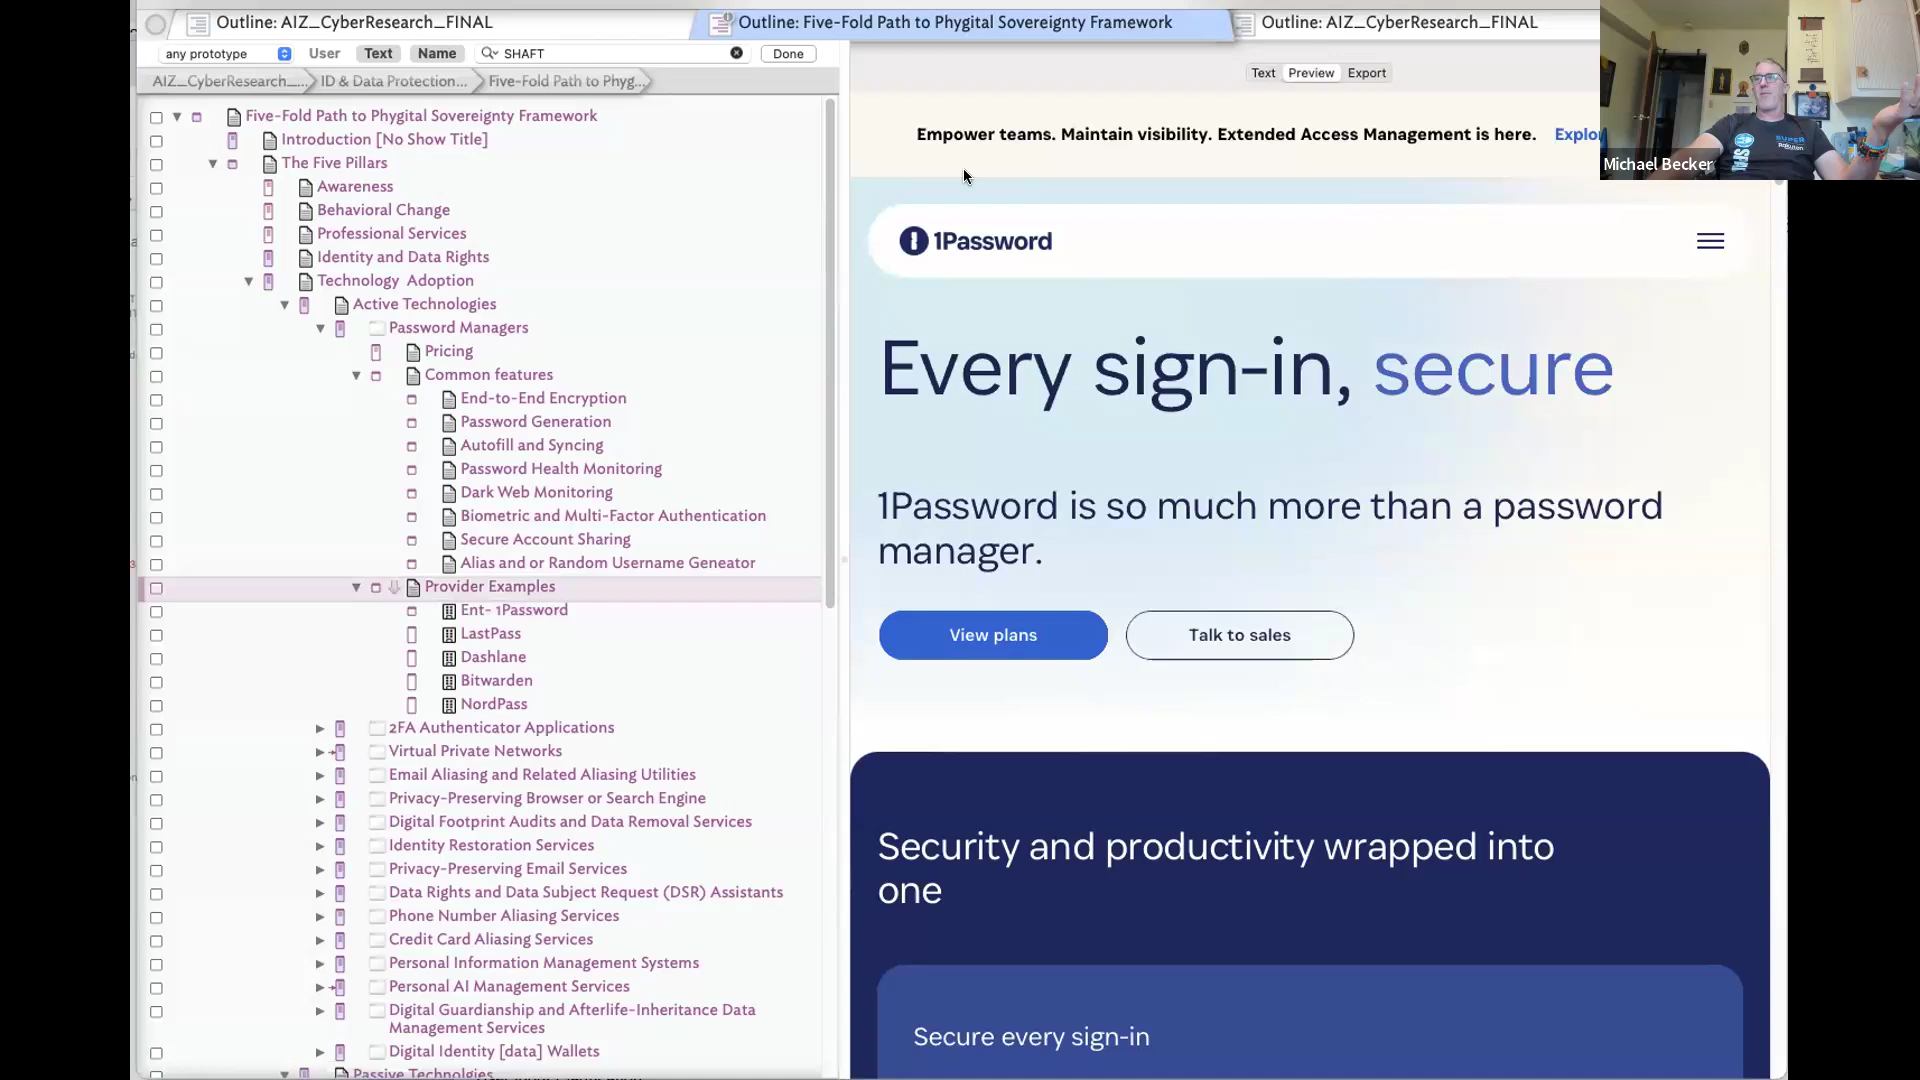 Outline: AIZ_CyberResearch_FINAL
Outline: Five-Fold Path to Phygital Sovereignty Framework
Outline: AIZ_CyberResearch_FINAL
any prototype
User
Text
Name
SHAFT
Done
AIZ_CyberResearch_...
ID & Data Protection...
Five-Fold Path to Phyg...
Five-Fold Path to Phygital Sovereignty Framework
Introduction [No Show Title]
The Five Pillars
Awareness
Behavioral Change
Professional Services
Identity and Data Rights
Technology Adoption
Active Technologies
Password Managers
Pricing
Common features
End-to-End Encryption
Password Generation
Autofill and Syncing
Password Health Monitoring
Dark Web Monitoring
Biometric and Multi-Factor Authentication
Secure Account Sharing
Alias and or Random Username Geneator
Provider Examples
Ent- 1Password
LastPass
Dashlane
Bitwarden
NordPass
2FA Authenticator Applications
Virtual Private Networks
Email Aliasing and Related Aliasing Utilities
Privacy-Preserving Browser or Search Engine
Digital Footprint Audits and Data Removal Services
Identity Restoration Services
Privacy-Preserving Email Services
Data Rights and Data Subject Request (DSR) Assistants
Phone Number Aliasing Services
Credit Card Aliasing Services
Personal Information Management Systems
Personal AI Management Services
Digital Guardianship and Afterlife-Inheritance Data
Management Services
Digital Identity [data] Wallets
Passive Technolgies
Text
Preview
Export
Empower teams. Maintain visibility. Extended Access Management is here. Explo
1Password
Every sign-in, secure
1Password is so much more than a password
manager.
View plans
Talk to sales
Security and productivity wrapped into
one
Secure every sign-in
Michael Becker